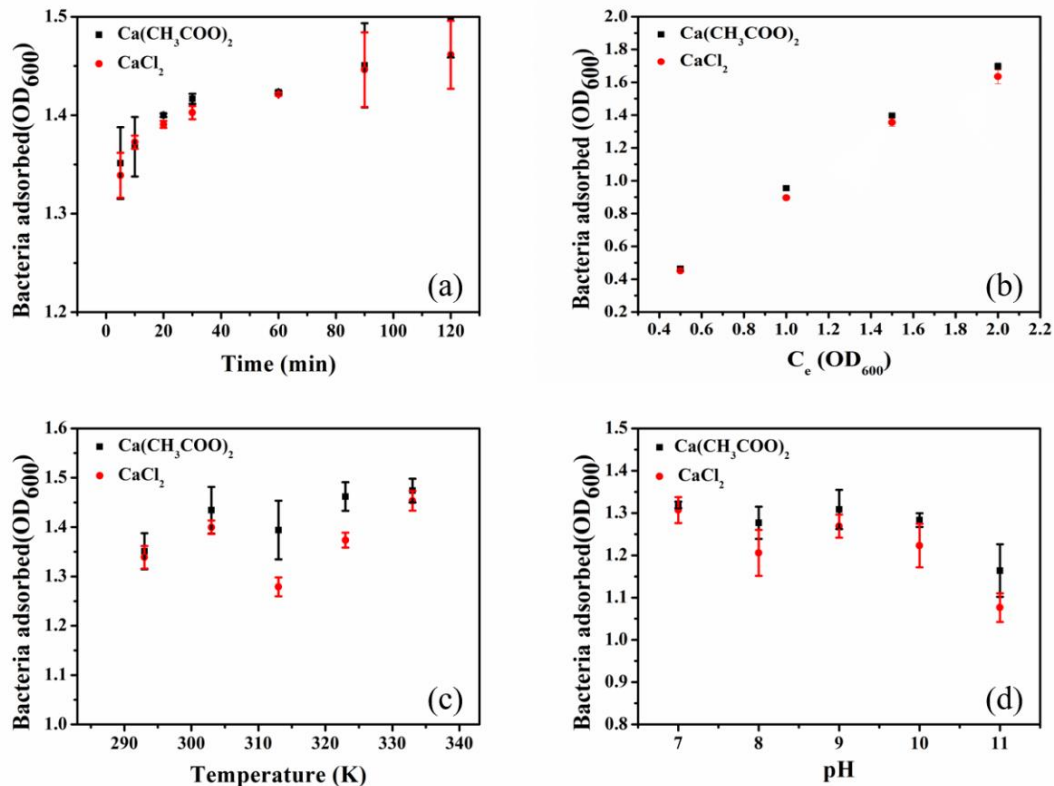 1.5
1.4
1.3
1.2
Bacteria adsorbed(OD600)
Ca(CH3COO)2
CaCl2
(a)
0 20 40 60 80 100 120
Time (min)
1.8
1.6
1.4
1.2
1.0
0.8
0.6
0.4
0.2
Bacteria adsorbed (OD600)
Ca(CH3COO)2
CaCl2
(b)
0.4 0.6 0.8 1.0 1.2 1.4 1.6 1.8 2.0 2.2
Ce (OD600)
1.6
1.5
1.4
1.3
1.2
1.1
1.0
Bacteria adsorbed(OD600)
Ca(CH3COO)2
CaCl2
(c)
290 300 310 320 330 340
Temperature (K)
1.5
1.4
1.3
1.2
1.1
1.0
0.9
0.8
Bacteria adsorbed(OD600)
Ca(CH3COO)2
CaCl2
(d)
7 8 9 10 11
pH